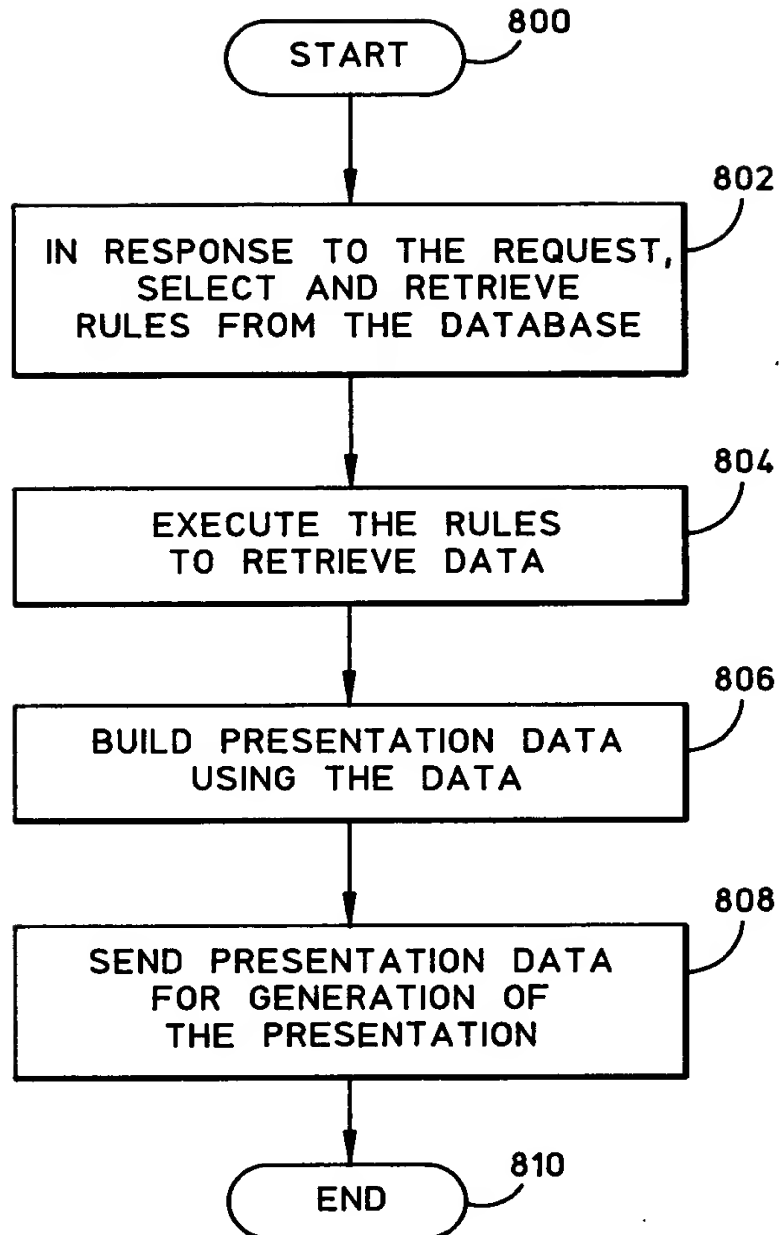 START
800
802
IN RESPONSE TO THE REQUEST,
SELECT AND RETRIEVE
RULES FROM THE DATABASE
804
EXECUTE THE RULES
TO RETRIEVE DATA
806
BUILD PRESENTATION DATA
USING THE DATA
808
SEND PRESENTATION DATA
FOR GENERATION OF
THE PRESENTATION
810
END